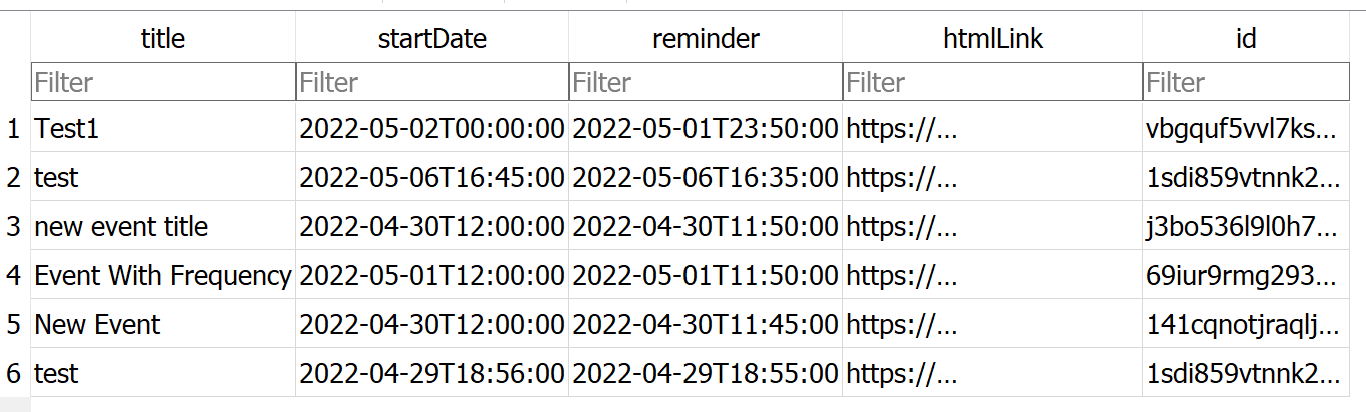 title startDate reminder htmlLink id
Filter Filter Filter Filter Filter
1 Test1 2022-05-02T00:00:00 2022-05-01T23:50:00 https://... vbgquf5vvl7ks...
2 test 2022-05-06T16:45:00 2022-05-06T16:35:00 https://... 1sdi859vtnnk2...
3 new event title 2022-04-30T12:00:00 2022-04-30T11:50:00 https://... j3bo536l9l0h7...
4 Event With Frequency 2022-05-01T12:00:00 2022-05-01T11:50:00 https://... 69iur9rmg293...
5 New Event 2022-04-30T12:00:00 2022-04-30T11:45:00 https://... 141cqnotjraqlj...
6 test 2022-04-29T18:56:00 2022-04-29T18:55:00 https://... 1sdi859vtnnk2...